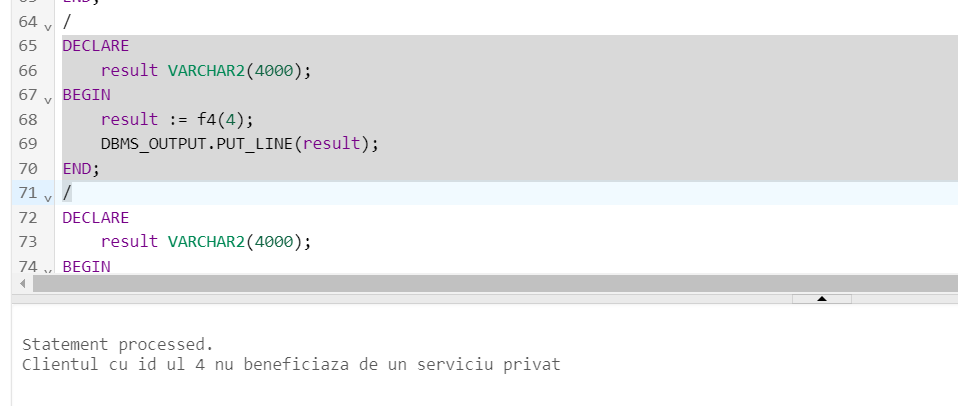 64 /
65 DECLARE
66 result VARCHAR2(4000);
67 BEGIN
68 result := f4(4);
69 DBMS_OUTPUT.PUT_LINE(result);
70 END;
71 /
72 DECLARE
73 result VARCHAR2(4000);
74 BEGIN
Statement processed.
Clientul cu id ul 4 nu beneficiaza de un serviciu privat